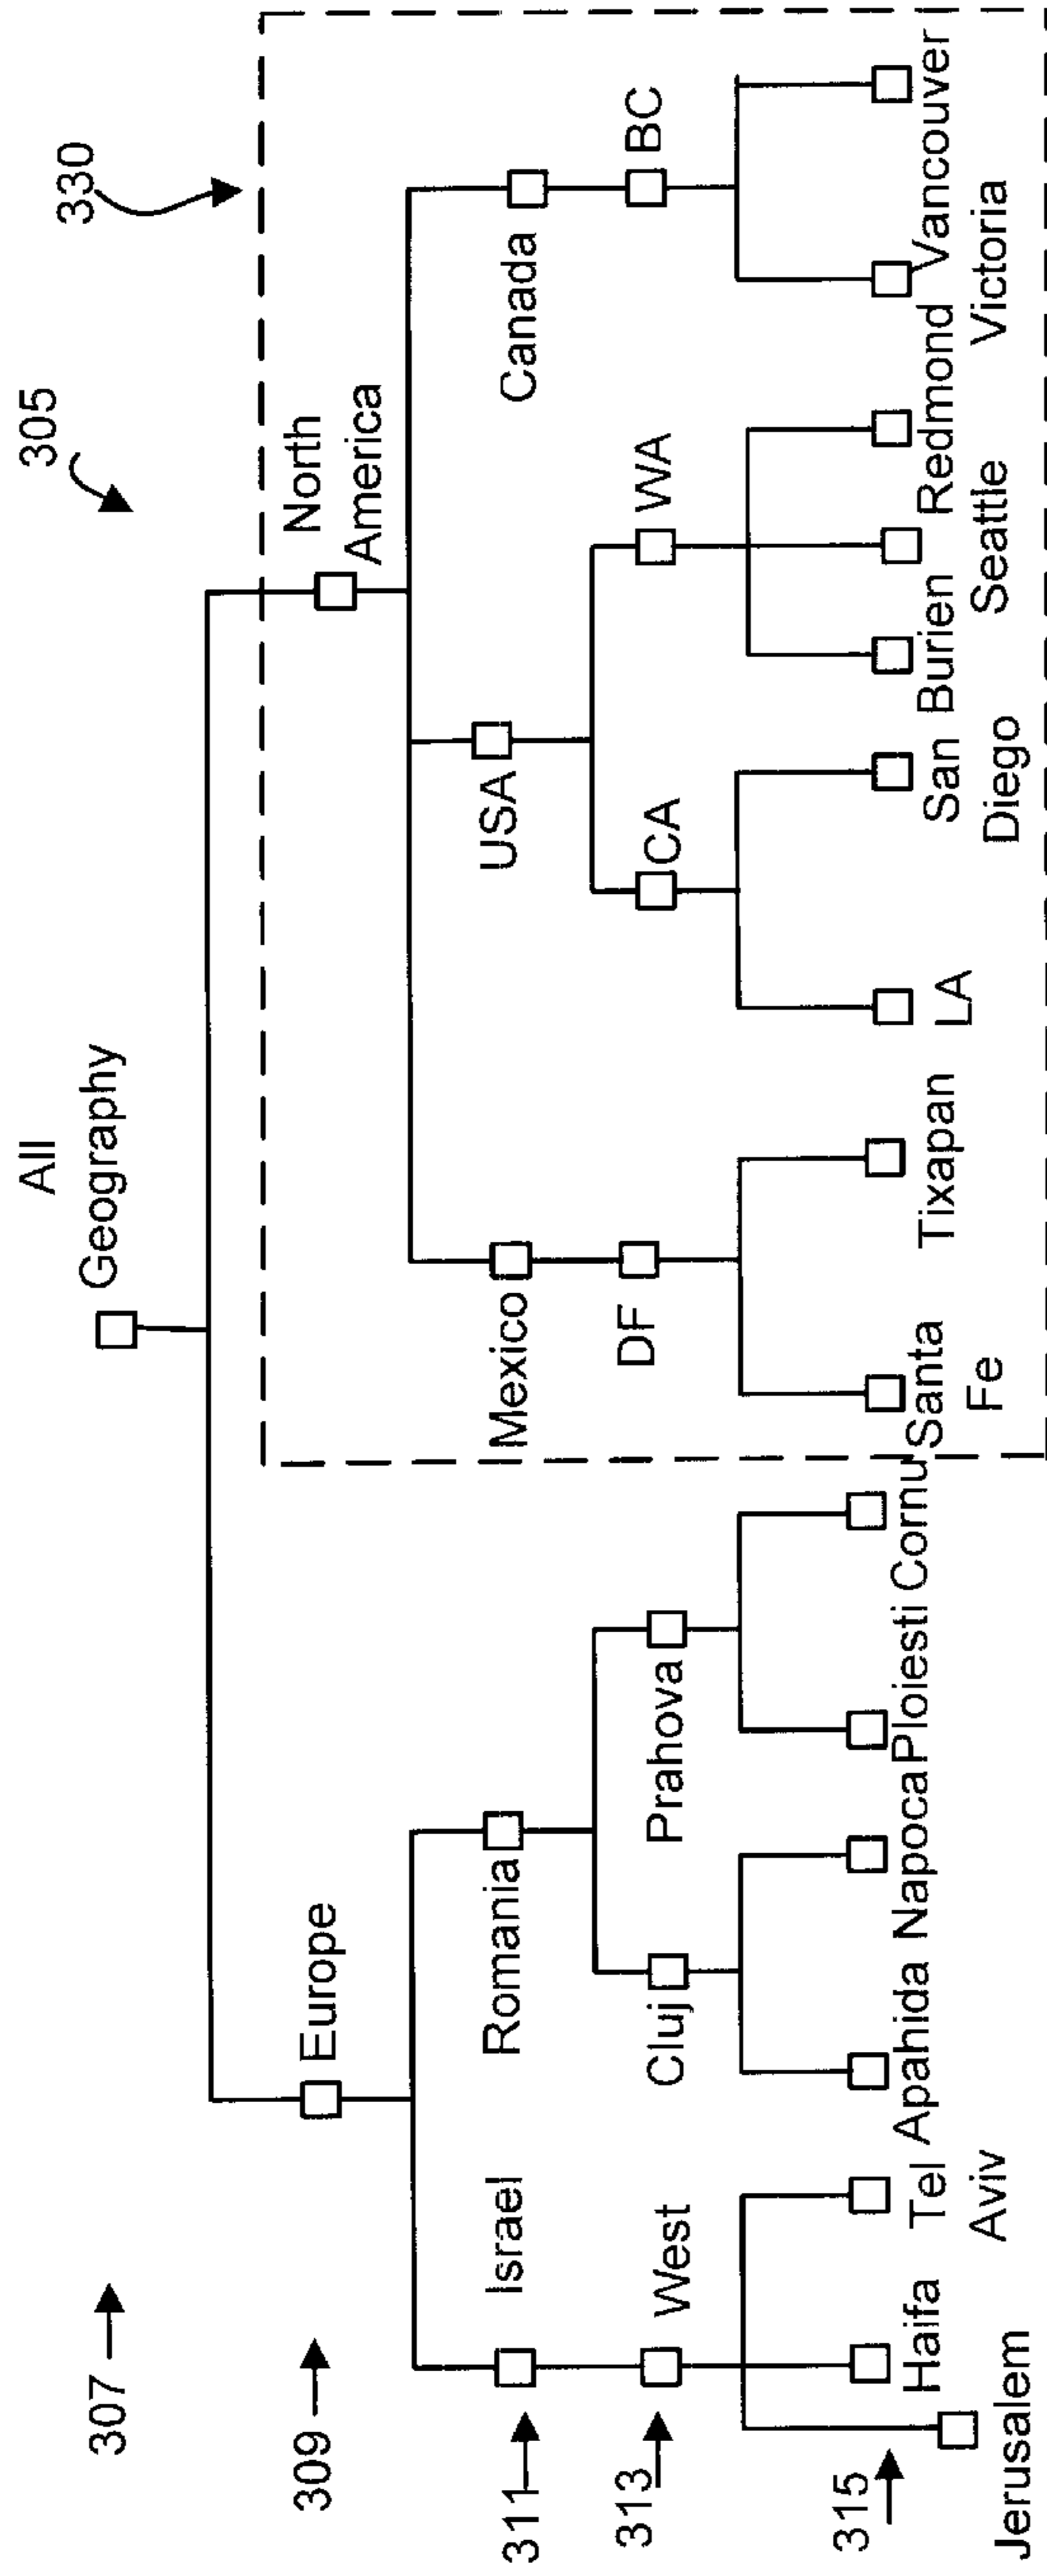 All
Geography
305
330
307
309
Europe
North
America
311
Israel
Romania
Mexico
USA
Canada
313
West
Cluj
Prahova
DF
CA
WA
BC
315
Jerusalem
Haifa
Tel
Aviv
Apahida
Napoca
Ploiesti
Cornu
Santa
Fe
Tixapan
LA
San
Diego
Burien
Seattle
Redmond
Victoria
Vancouver